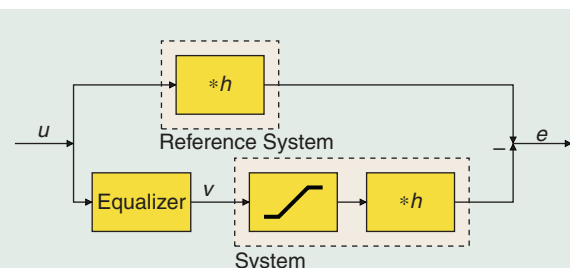 *h
Reference System
u
e
–
Equalizer
v
*h
System